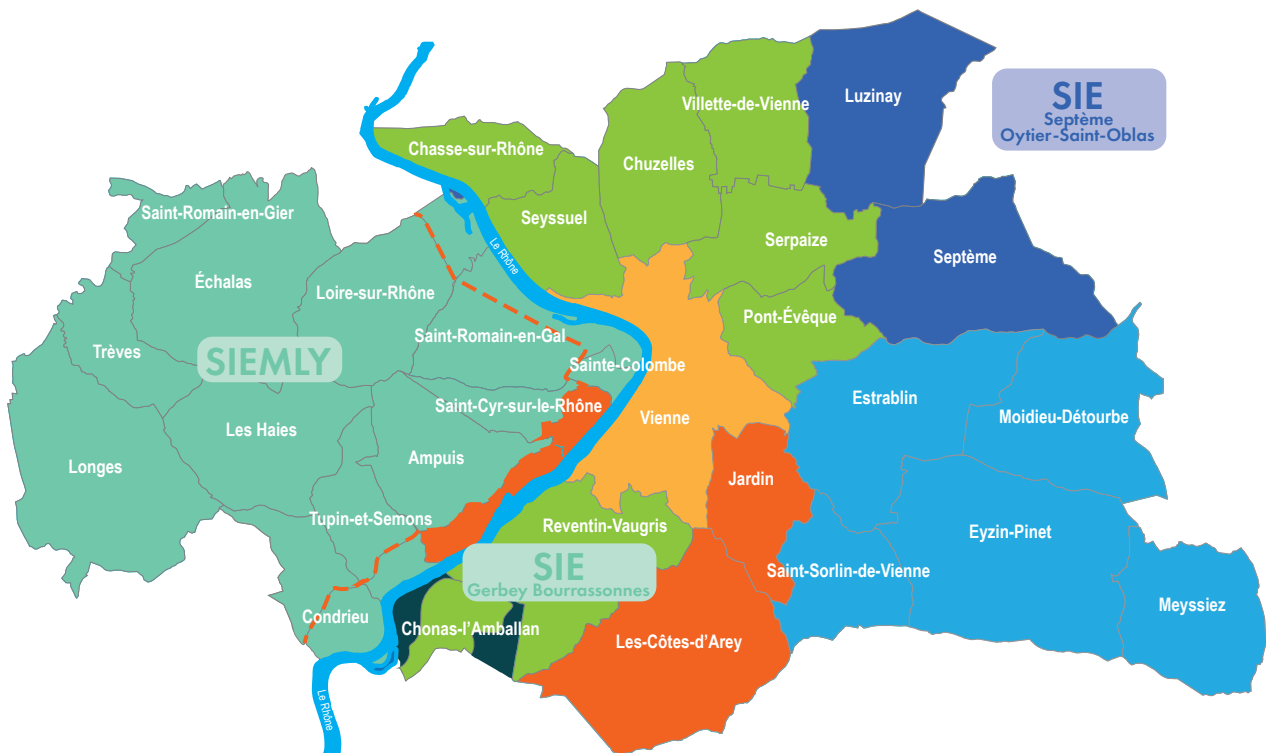 Luzinay
SIE
Septème
Oytier-Saint-Oblas
Villette-de-Vienne
Chasse-sur-Rhône
Chuzelles
Saint-Romain-en-Gier
Seyssuel
Serpaize
Le Rhône
Septème
Échalas
Loire-sur-Rhône
Pont-Évêque
Saint-Romain-en-Gal
Trèves
SIEMLY
Sainte-Colombe
Estrablin
Saint-Cyr-sur-le-Rhône
Vienne
Moidieu-Détourbe
Les Haies
Ampuis
Longes
Jardin
Tupin-et-Semons
Reventin-Vaugris
Eyzin-Pinet
SIE
Gerbey Bourrassonnes
Saint-Sorlin-de-Vienne
Meyssiez
Condrieu
Chonas-l'Amballan
Les-Côtes-d'Arey
Le Rhône